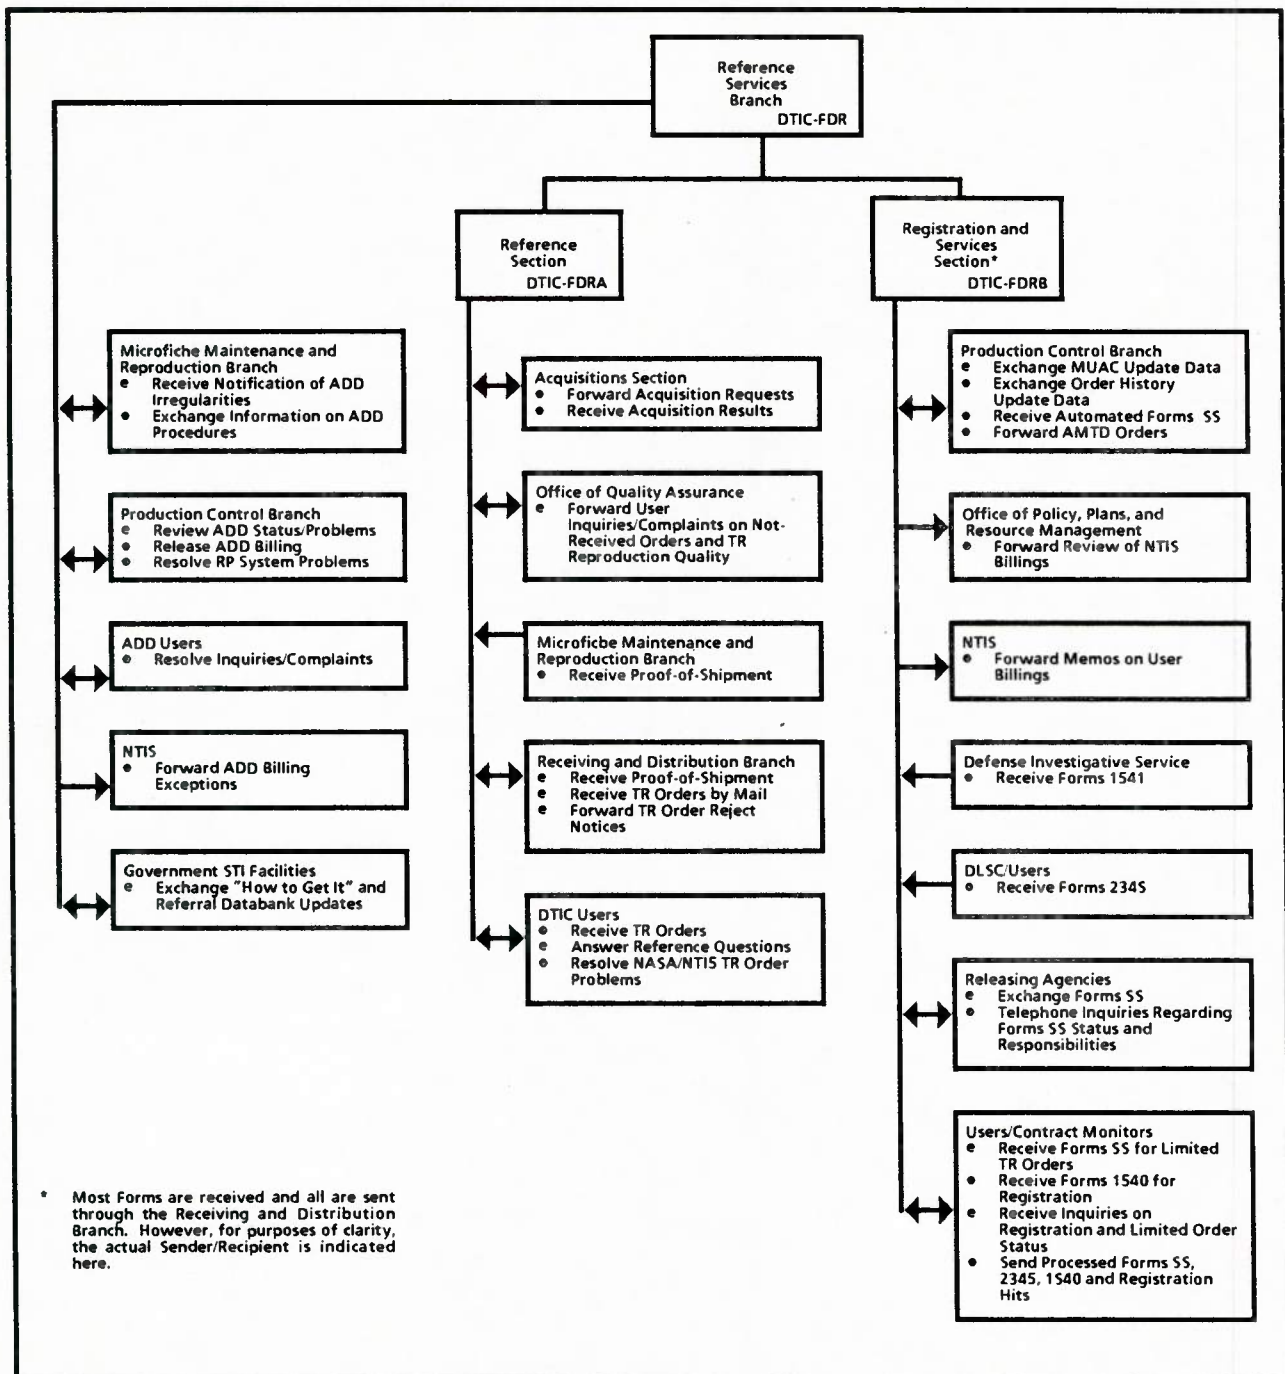 Reference
Services
Branch
DTIC-FDR
Reference
Section
DTIC-FDRA
Registration and
Services
Section*
DTIC-FDRB
Microfiche Maintenance and
Reproduction Branch
• Receive Notification of ADD
Irregularities
• Exchange Information on ADD
Procedures
Production Control Branch
• Review ADD Status/Problems
• Release ADD Billing
• Resolve RP System Problems
ADD Users
• Resolve Inquiries/Complaints
NTIS
• Forward ADD Billing
Exceptions
Government STI Facilities
• Exchange "How to Get It" and
Referral Databank Updates
Acquisitions Section
• Forward Acquisition Requests
• Receive Acquisition Results
Office of Quality Assurance
• Forward User
Inquiries/Complaints on Not-
Received Orders and TR
Reproduction Quality
Microficbe Maintenance and
Reproduction Branch
• Receive Proof-of-Shipment
Receiving and Distribution Branch
• Receive Proof-of-Shipment
• Receive TR Orders by Mail
• Forward TR Order Reject
Notices
DTIC Users
• Receive TR Orders
• Answer Reference Questions
• Resolve NASA/NTIS TR Order
Problems
Production Control Branch
• Exchange MUAC Update Data
• Exchange Order History
Update Data
• Receive Automated Forms SS
• Forward AMTD Orders
Office of Policy, Plans, and
Resource Management
• Forward Review of NTIS
Billings
NTIS
• Forward Memos on User
Billings
Defense Investigative Service
• Receive Forms 1541
DLSC/Users
• Receive Forms 234S
Releasing Agencies
• Exchange Forms SS
• Telephone Inquiries Regarding
Forms SS Status and
Responsibilities
Users/Contract Monitors
• Receive Forms SS for Limited
TR Orders
• Receive Forms 1540 for
Registration
• Receive Inquiries on
Registration and Limited Order
Status
• Send Processed Forms SS,
2345, 1S40 and Registration
Hits
* Most Forms are received and all are sent
through the Receiving and Distribution
Branch. However, for purposes of clarity,
the actual Sender/Recipient is indicated
here.